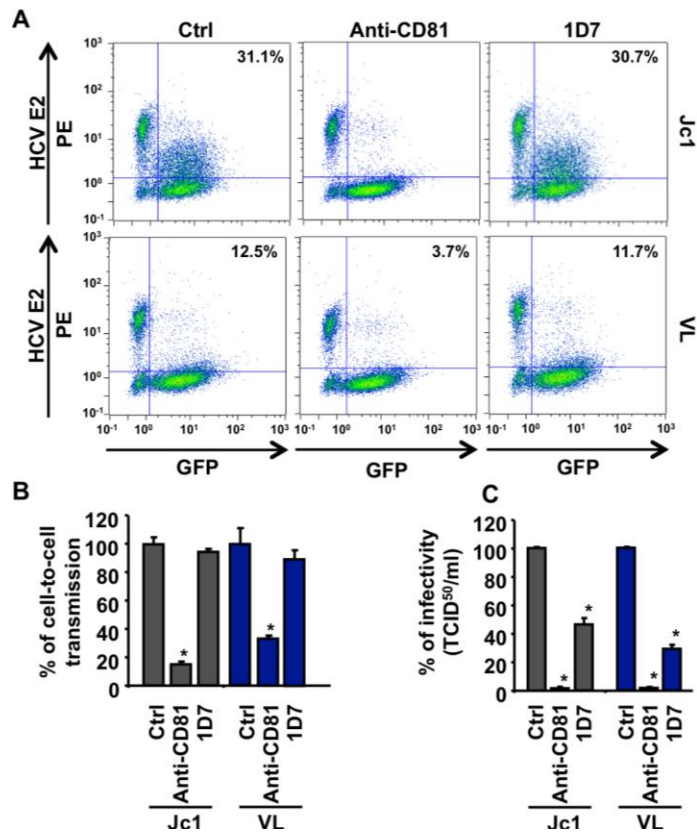 A
Ctrl Anti-CD81 1D7
HCV E2
PE
10³
10²
10¹
10⁰
10⁻¹
31.1%
30.7%
Jc1
HCV E2
PE
10³
10²
10¹
10⁰
10⁻¹
12.5%
3.7%
11.7%
VL
10⁻¹ 10⁰ 10¹ 10² 10³ 10⁻¹ 10⁰ 10¹ 10² 10³ 10⁻¹ 10⁰ 10¹ 10² 10³
GFP GFP GFP
B
% of cell-to-cell
transmission
120
100
80
60
40
20
0
*
*
Ctrl
Anti-CD81
1D7
Ctrl
Anti-CD81
1D7
Jc1 VL
C
% of infectivity
(TCID⁵⁰/ml)
120
100
80
60
40
20
0
*
*
*
*
Ctrl
Anti-CD81
1D7
Ctrl
Anti-CD81
1D7
Jc1 VL